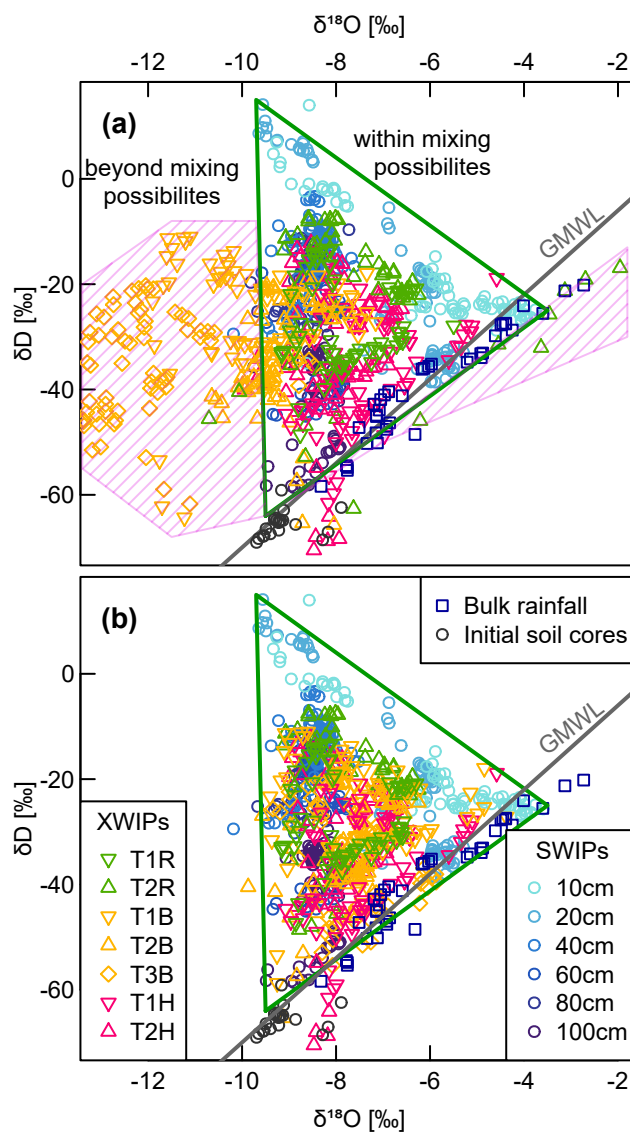 δ¹⁸O [‰]
-12 -10 -8 -6 -4 -2
(a)
within mixing
possibilites
beyond mixing
possibilites
GMWL
0
-20
-40
-60
δD [‰]
(b)
Bulk rainfall
Initial soil cores
GMWL
0
-20
-40
-60
δD [‰]
XWIPs
T1R
T2R
T1B
T2B
T3B
T1H
T2H
SWIPs
10cm
20cm
40cm
60cm
80cm
100cm
-12 -10 -8 -6 -4 -2
δ¹⁸O [‰]